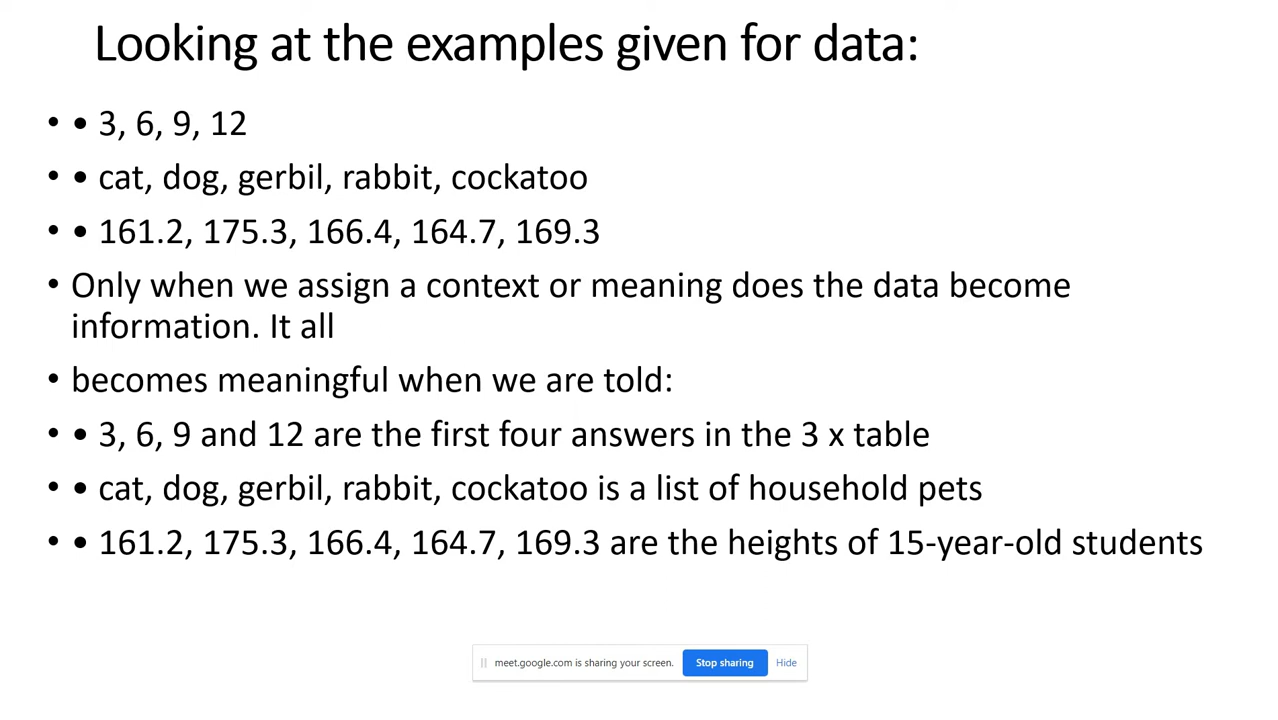 Looking at the examples given for data:
• • 3, 6, 9, 12
• • cat, dog, gerbil, rabbit, cockatoo
• • 161.2, 175.3, 166.4, 164.7, 169.3
• Only when we assign a context or meaning does the data become
information. It all
• becomes meaningful when we are told:
• • 3, 6, 9 and 12 are the first four answers in the 3 x table
• • cat, dog, gerbil, rabbit, cockatoo is a list of household pets
• • 161.2, 175.3, 166.4, 164.7, 169.3 are the heights of 15-year-old students
meet.google.com is sharing your screen. Stop sharing Hide